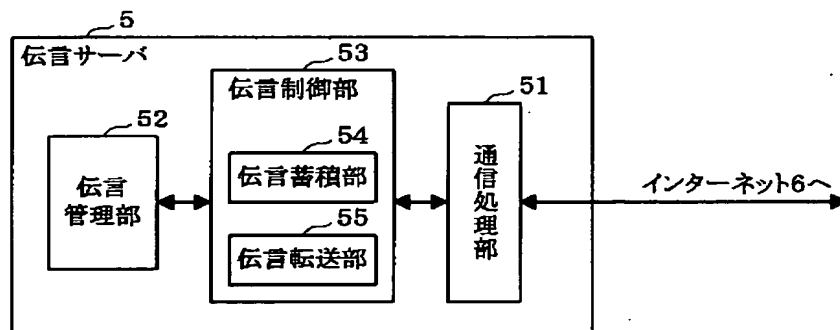 5
伝言サーバ
53
伝言制御部
52
伝言
管理部
54
伝言蓄積部
55
伝言転送部
51
通信処理部
インターネット6へ